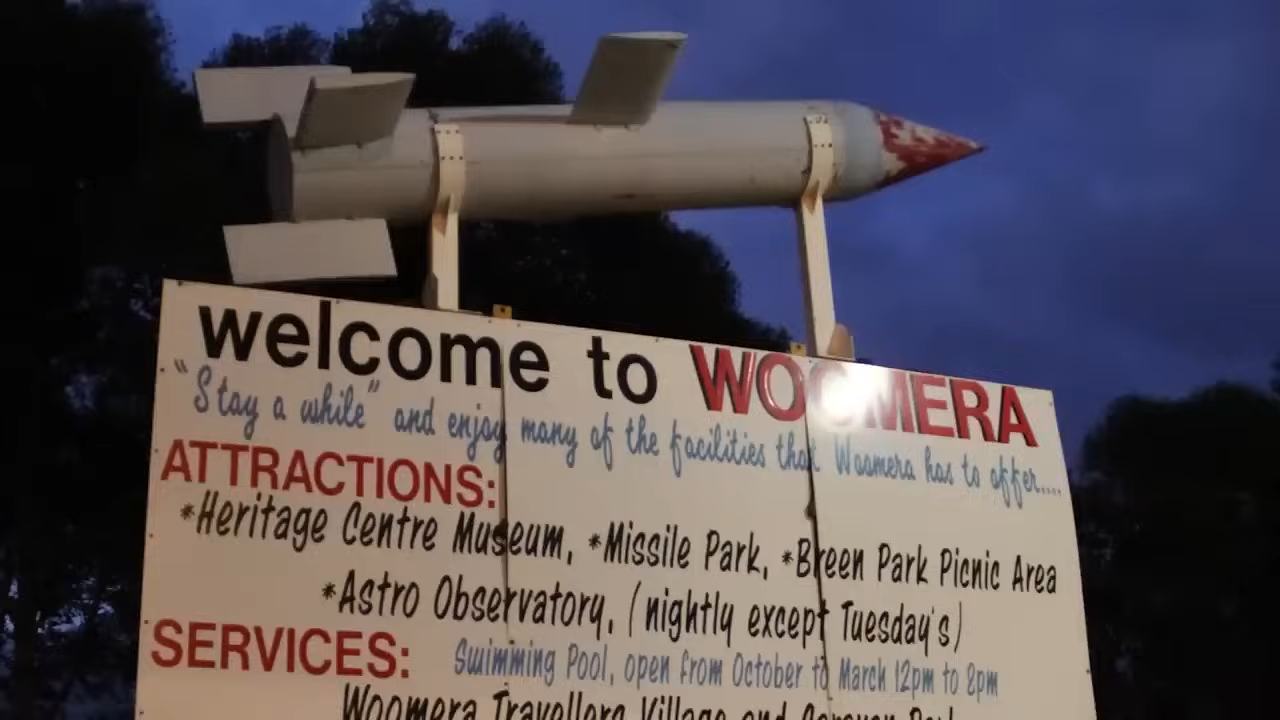 welcome to WOOMERA
"Stay a while" and enjoy many of the facilities that Woomera has to offer....
ATTRACTIONS:
*Heritage Centre Museum, *Missile Park, *Breen Park Picnic Area
*Astro Observatory, (nightly except Tuesday's)
SERVICES: Swimming Pool, open from October to March 12pm to 8pm
Woomera Travellers Village and Caravan Park